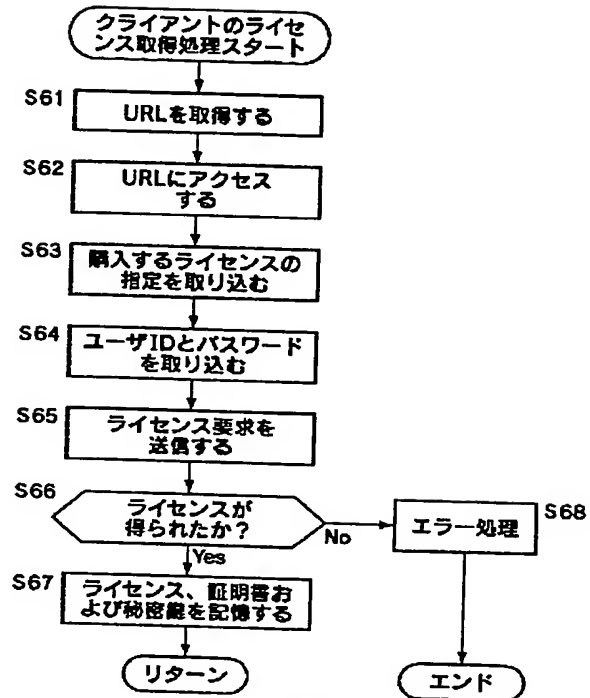 クライアントのライセ
ンス取得処理スタート
S61
URLを取得する
S62
URLにアクセス
する
S63
購入するライセンスの
指定を取り込む
S64
ユーザIDとパスワード
を取り込む
S65
ライセンス要求を
送信する
S66
ライセンスが
得られたか?
No
S68
エラー処理
Yes
S67
ライセンス、証明書お
よび秘密鍵を記憶する
リターン
エンド